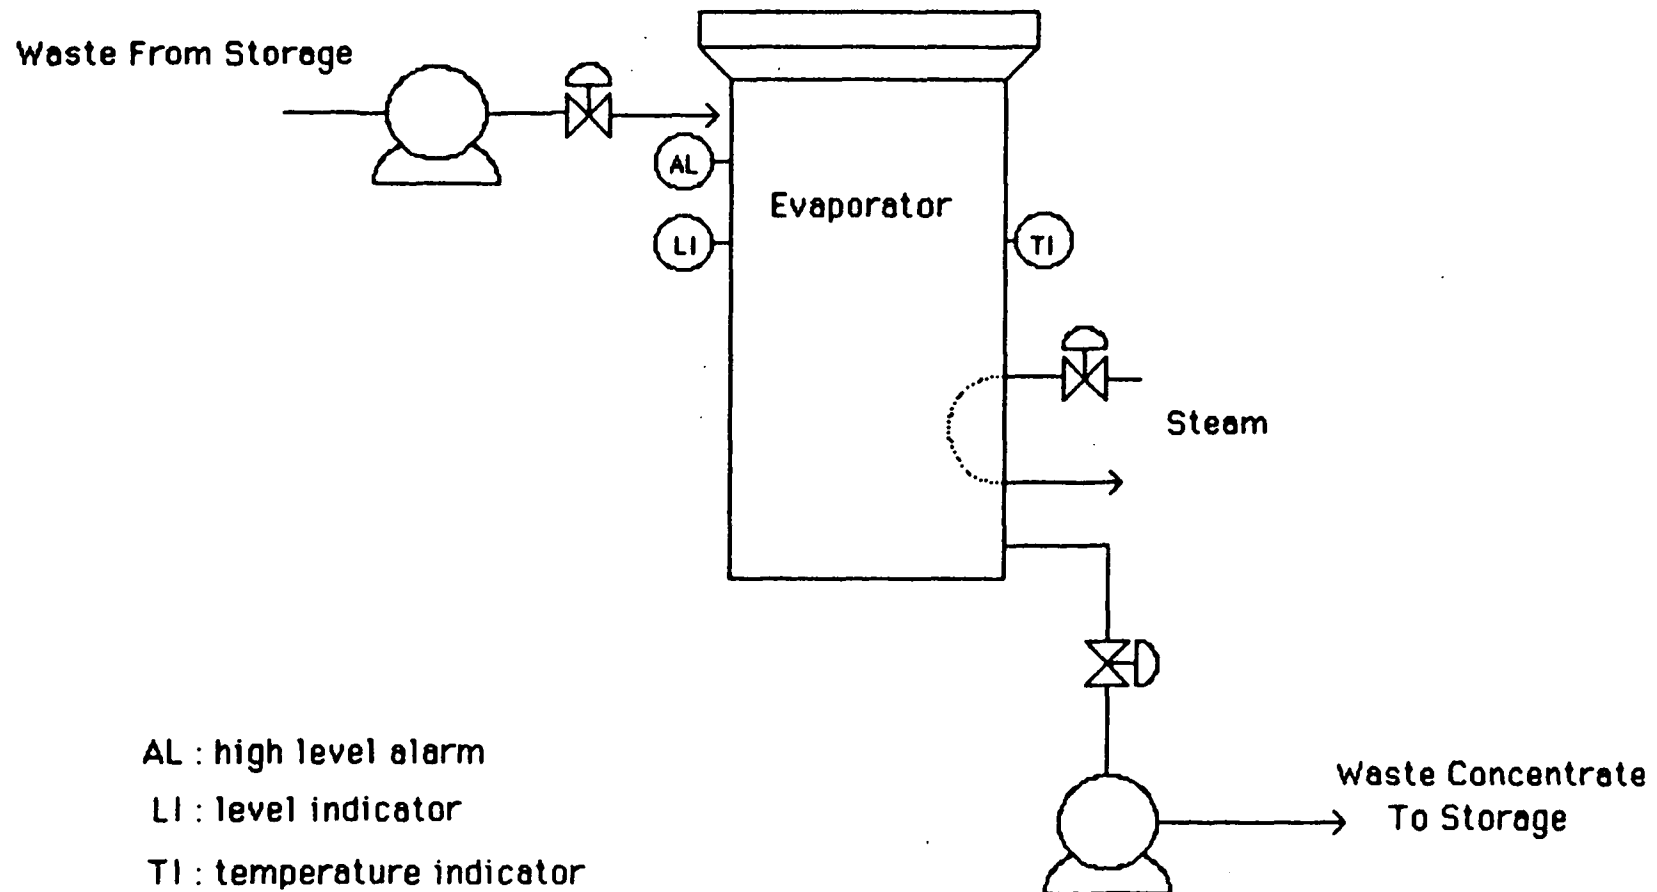 Waste From Storage
AL
Evaporator
LI
TI
Steam
AL : high level alarm
LI : level indicator
TI : temperature indicator
Waste Concentrate
To Storage